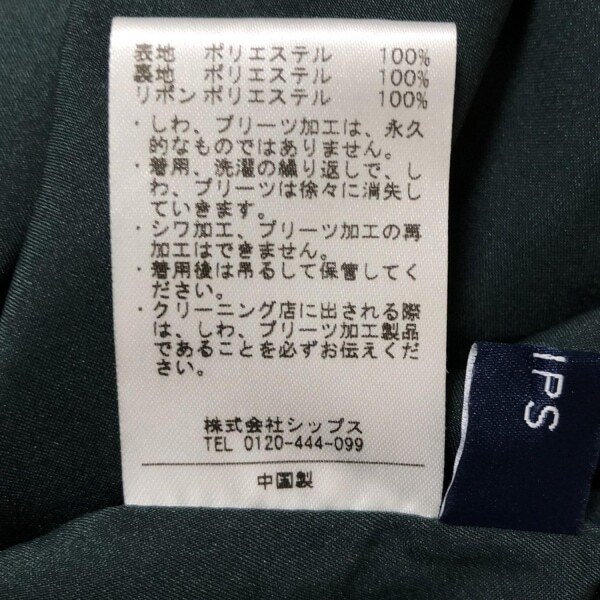 表地 ポリエステル 100%
裏地 ポリエステル 100%
リボン ポリエステル 100%
・しわ、プリーツ加工は、永久
的なものではありません。
・着用、洗濯の繰り返しで、し
わ、プリーツは徐々に消失し
ていきます。
・シワ加工、プリーツ加工の再
加工はできません。
・着用後は吊るして保管してく
ださい。
・クリーニング店に出される際
は、しわ、プリーツ加工製品
であることを必ずお伝えくだ
さい。
株式会社シップス
TEL 0120-444-099
中国製
IPS